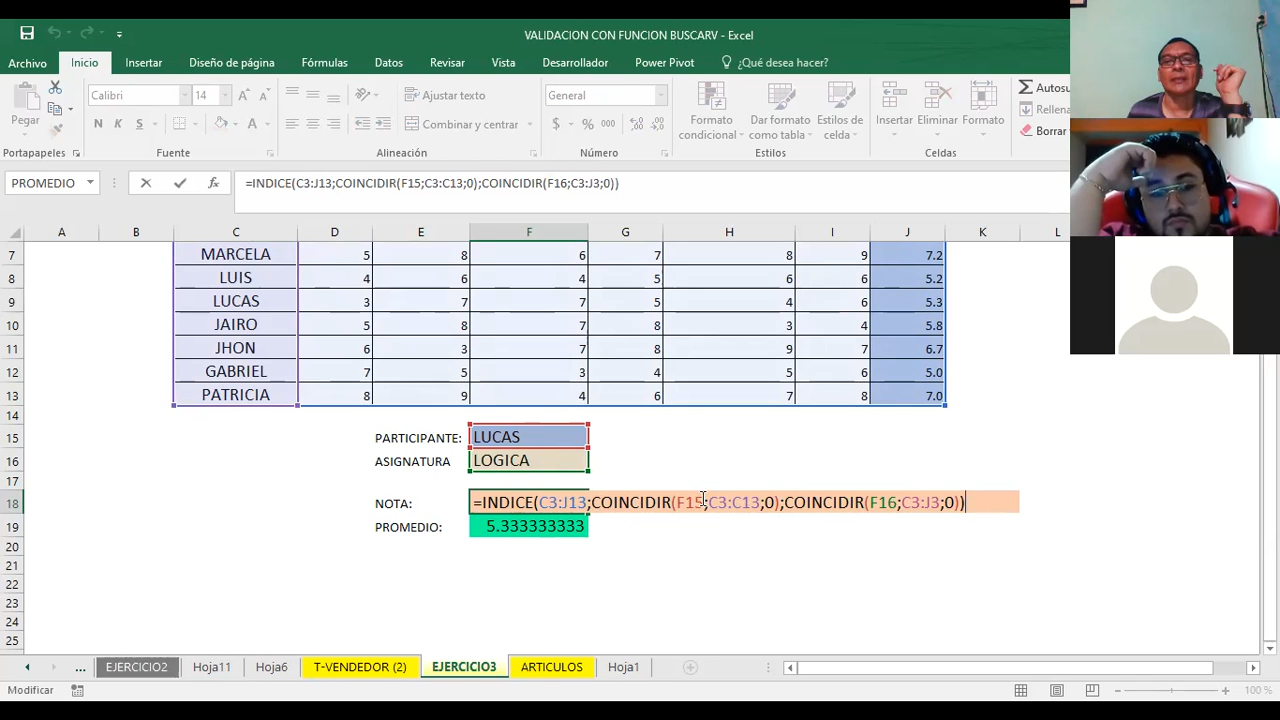 VALIDACION CON FUNCION BUSCARV - Excel
Archivo Inicio Insertar Diseño de página Fórmulas Datos Revisar Vista Desarrollador Power Pivot ¿Qué desea hacer?
Pegar
Calibri 14
N K S
Ajustar texto
Combinar y centrar
General
$ % 000
Formato condicional
Dar formato como tabla
Estilos de celda
Insertar Eliminar Formato
Autosu
Rellena
Borrar
Portapapeles Fuente Alineación Número Estilos Celdas
PROMEDIO fx =INDICE(C3:J13;COINCIDIR(F15;C3:C13;0);COINCIDIR(F16;C3:J3;0))
A B C D E F G H I J K L
7 MARCELA 5 8 6 7 8 9 7.2
8 LUIS 4 6 4 5 6 6 5.2
9 LUCAS 3 7 7 5 4 6 5.3
10 JAIRO 5 8 7 8 3 4 5.8
11 JHON 6 3 7 8 9 7 6.7
12 GABRIEL 7 5 3 4 5 6 5.0
13 PATRICIA 8 9 4 6 7 8 7.0
14
15 PARTICIPANTE: LUCAS
16 ASIGNATURA LOGICA
17
18 NOTA: =INDICE(C3:J13;COINCIDIR(F15;C3:C13;0);COINCIDIR(F16;C3:J3;0))
19 PROMEDIO: 5.333333333
20
21
22
23
24
25
... EJERCICIO2 Hoja11 Hoja6 T-VENDEDOR (2) EJERCICIO3 ARTICULOS Hoja1
Modificar 100 %